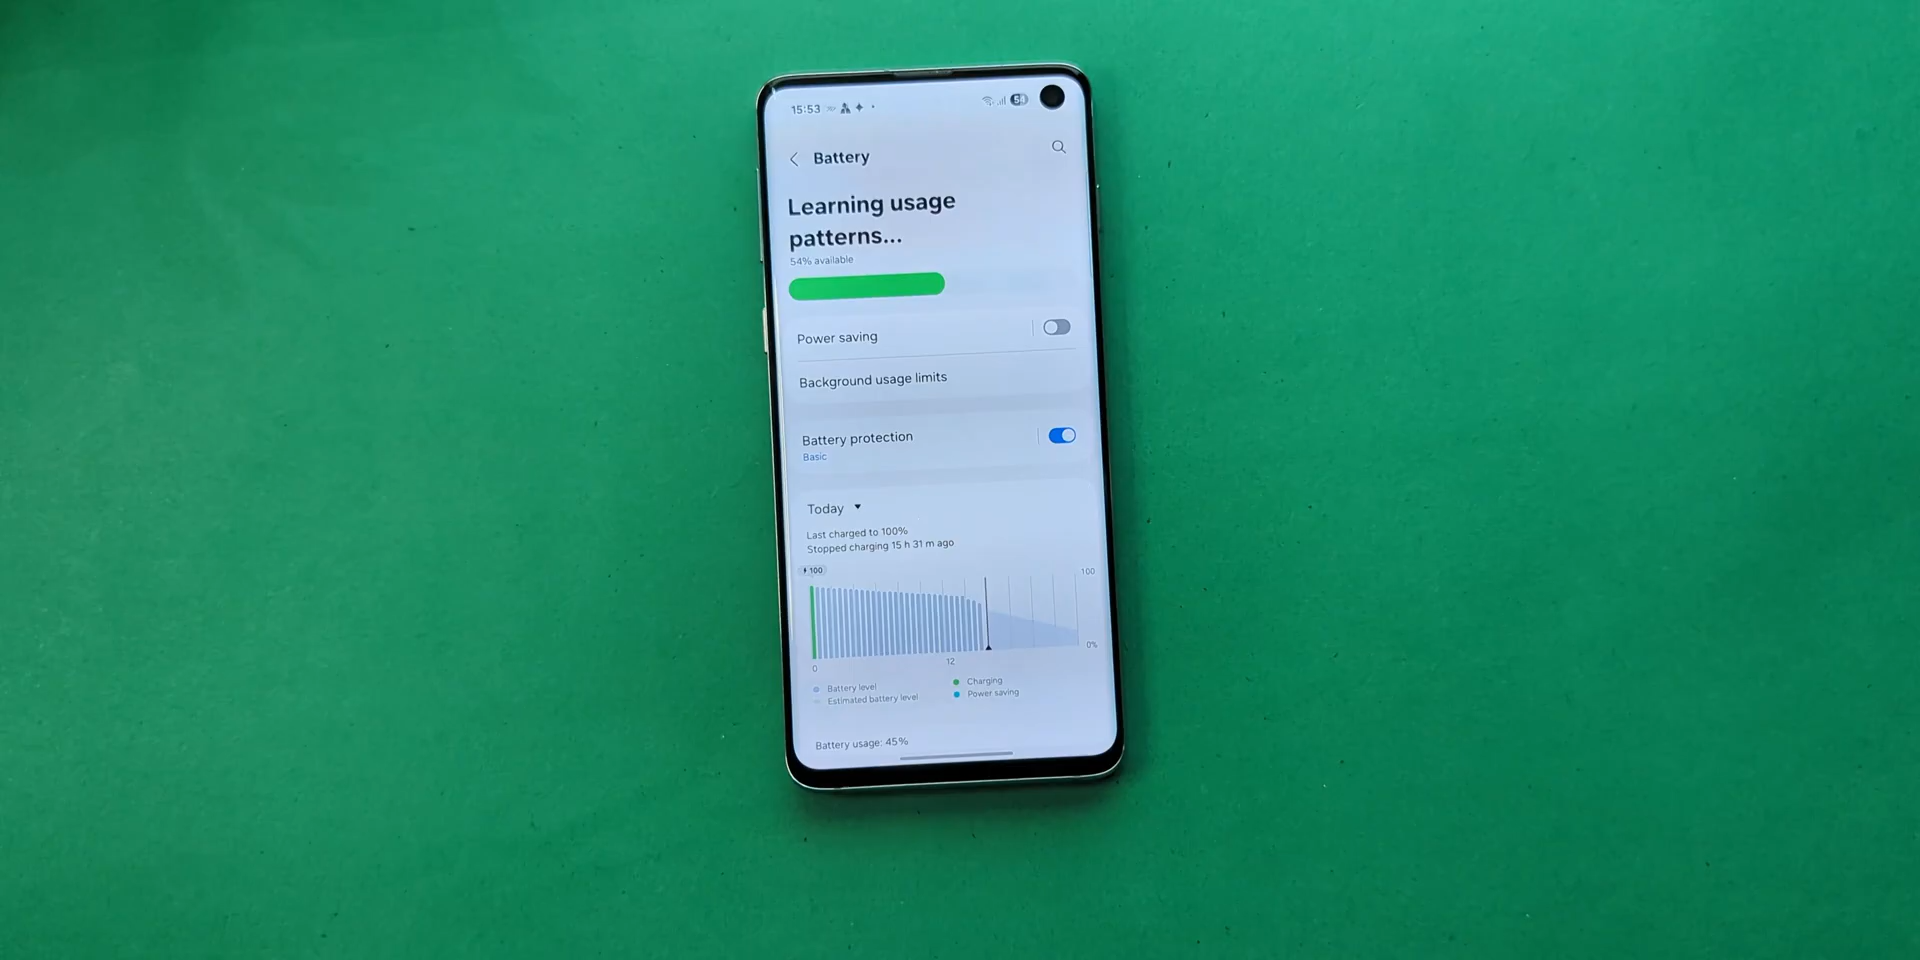 15:53
Battery
Learning usage
patterns...
54% available
Power saving
Background usage limits
Battery protection
Basic
Today
Last charged to 100%
Stopped charging 15 h 31 m ago
100
100
0%
0
12
Battery level
Charging
Estimated battery level
Power saving
Battery usage: 45%